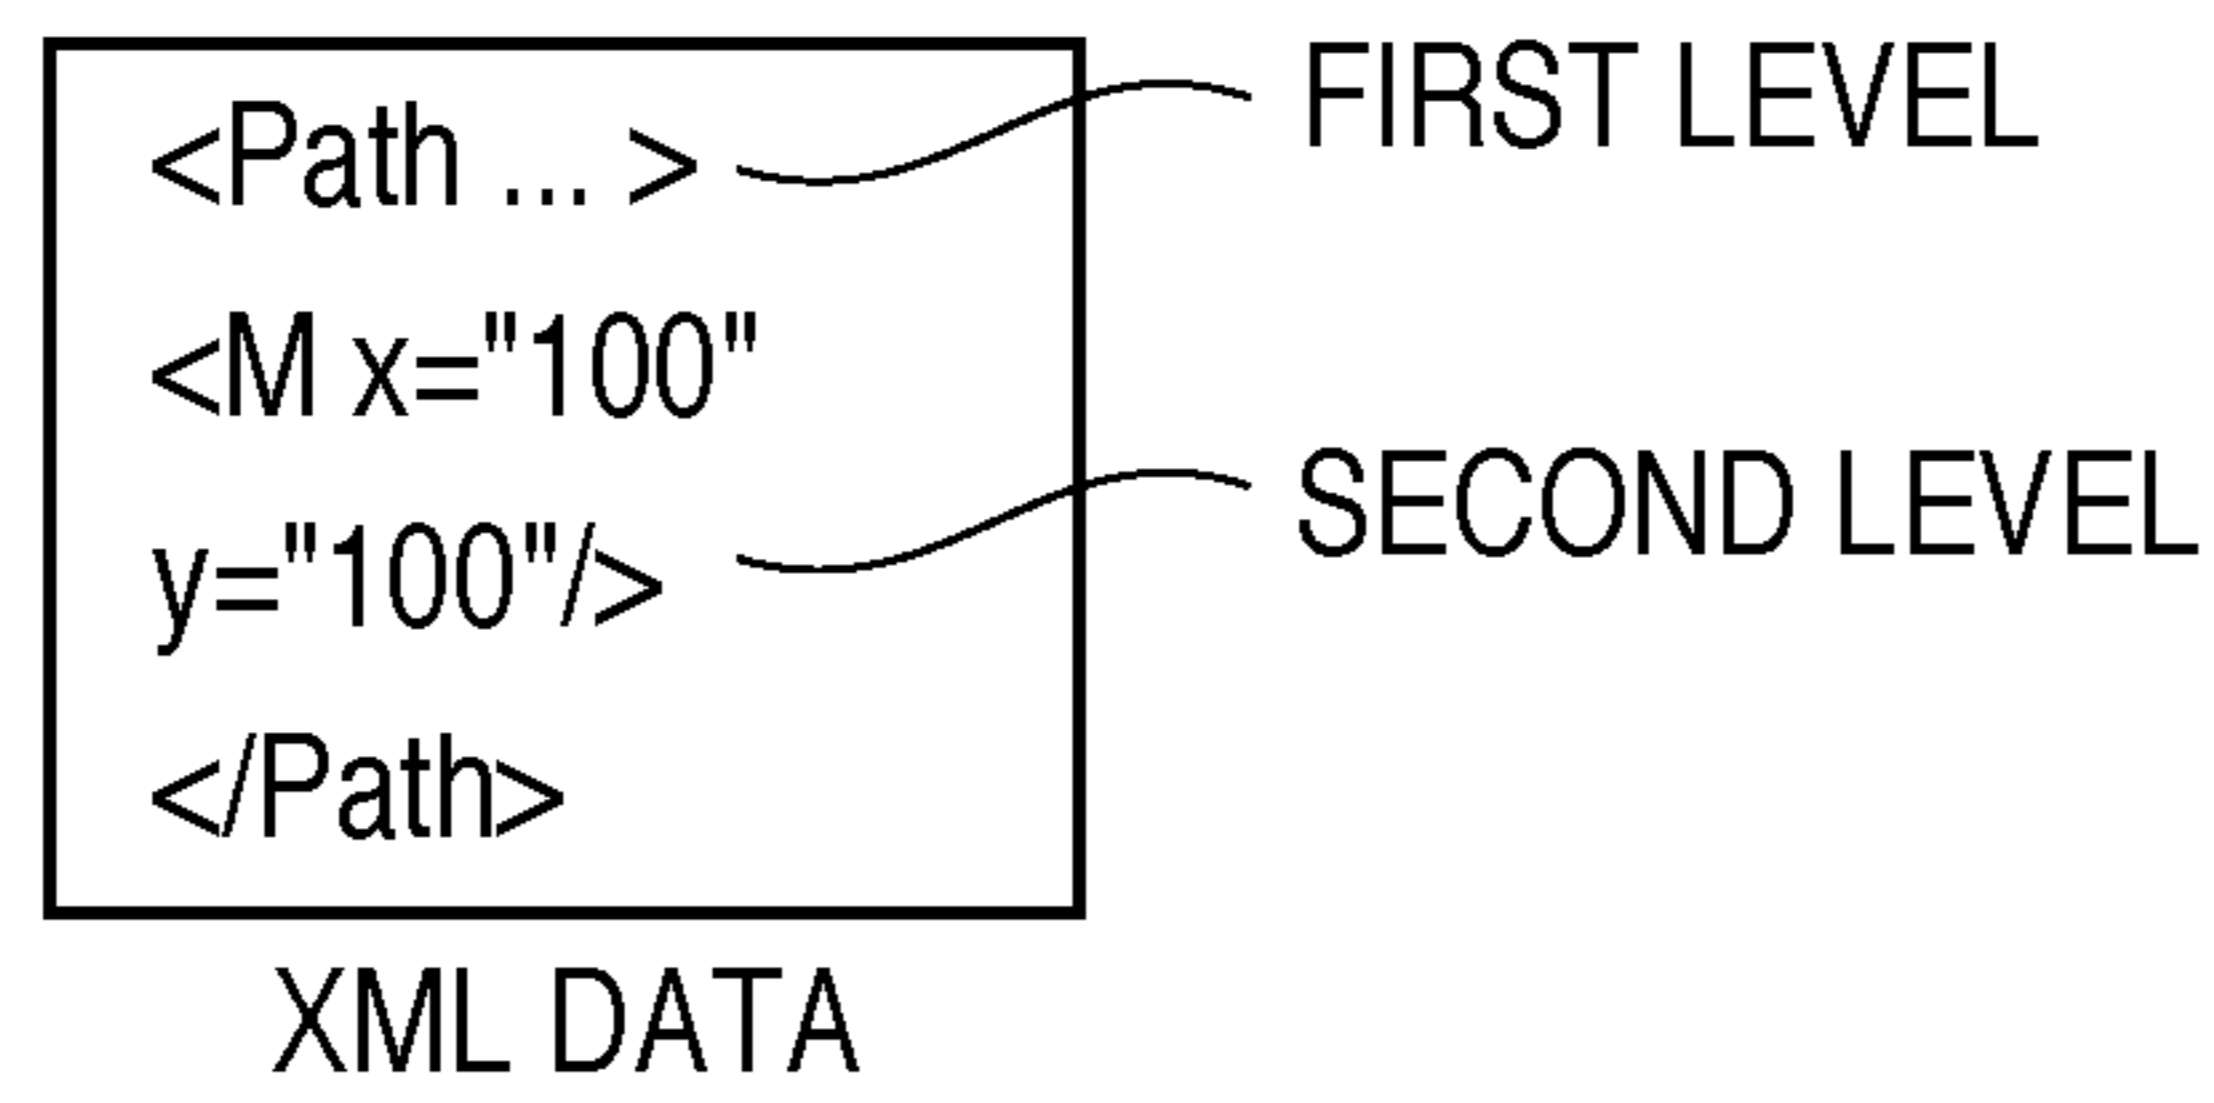 <Path ... >
FIRST LEVEL
<M x="100"
SECOND LEVEL
y="100"/>
</Path>
XML DATA